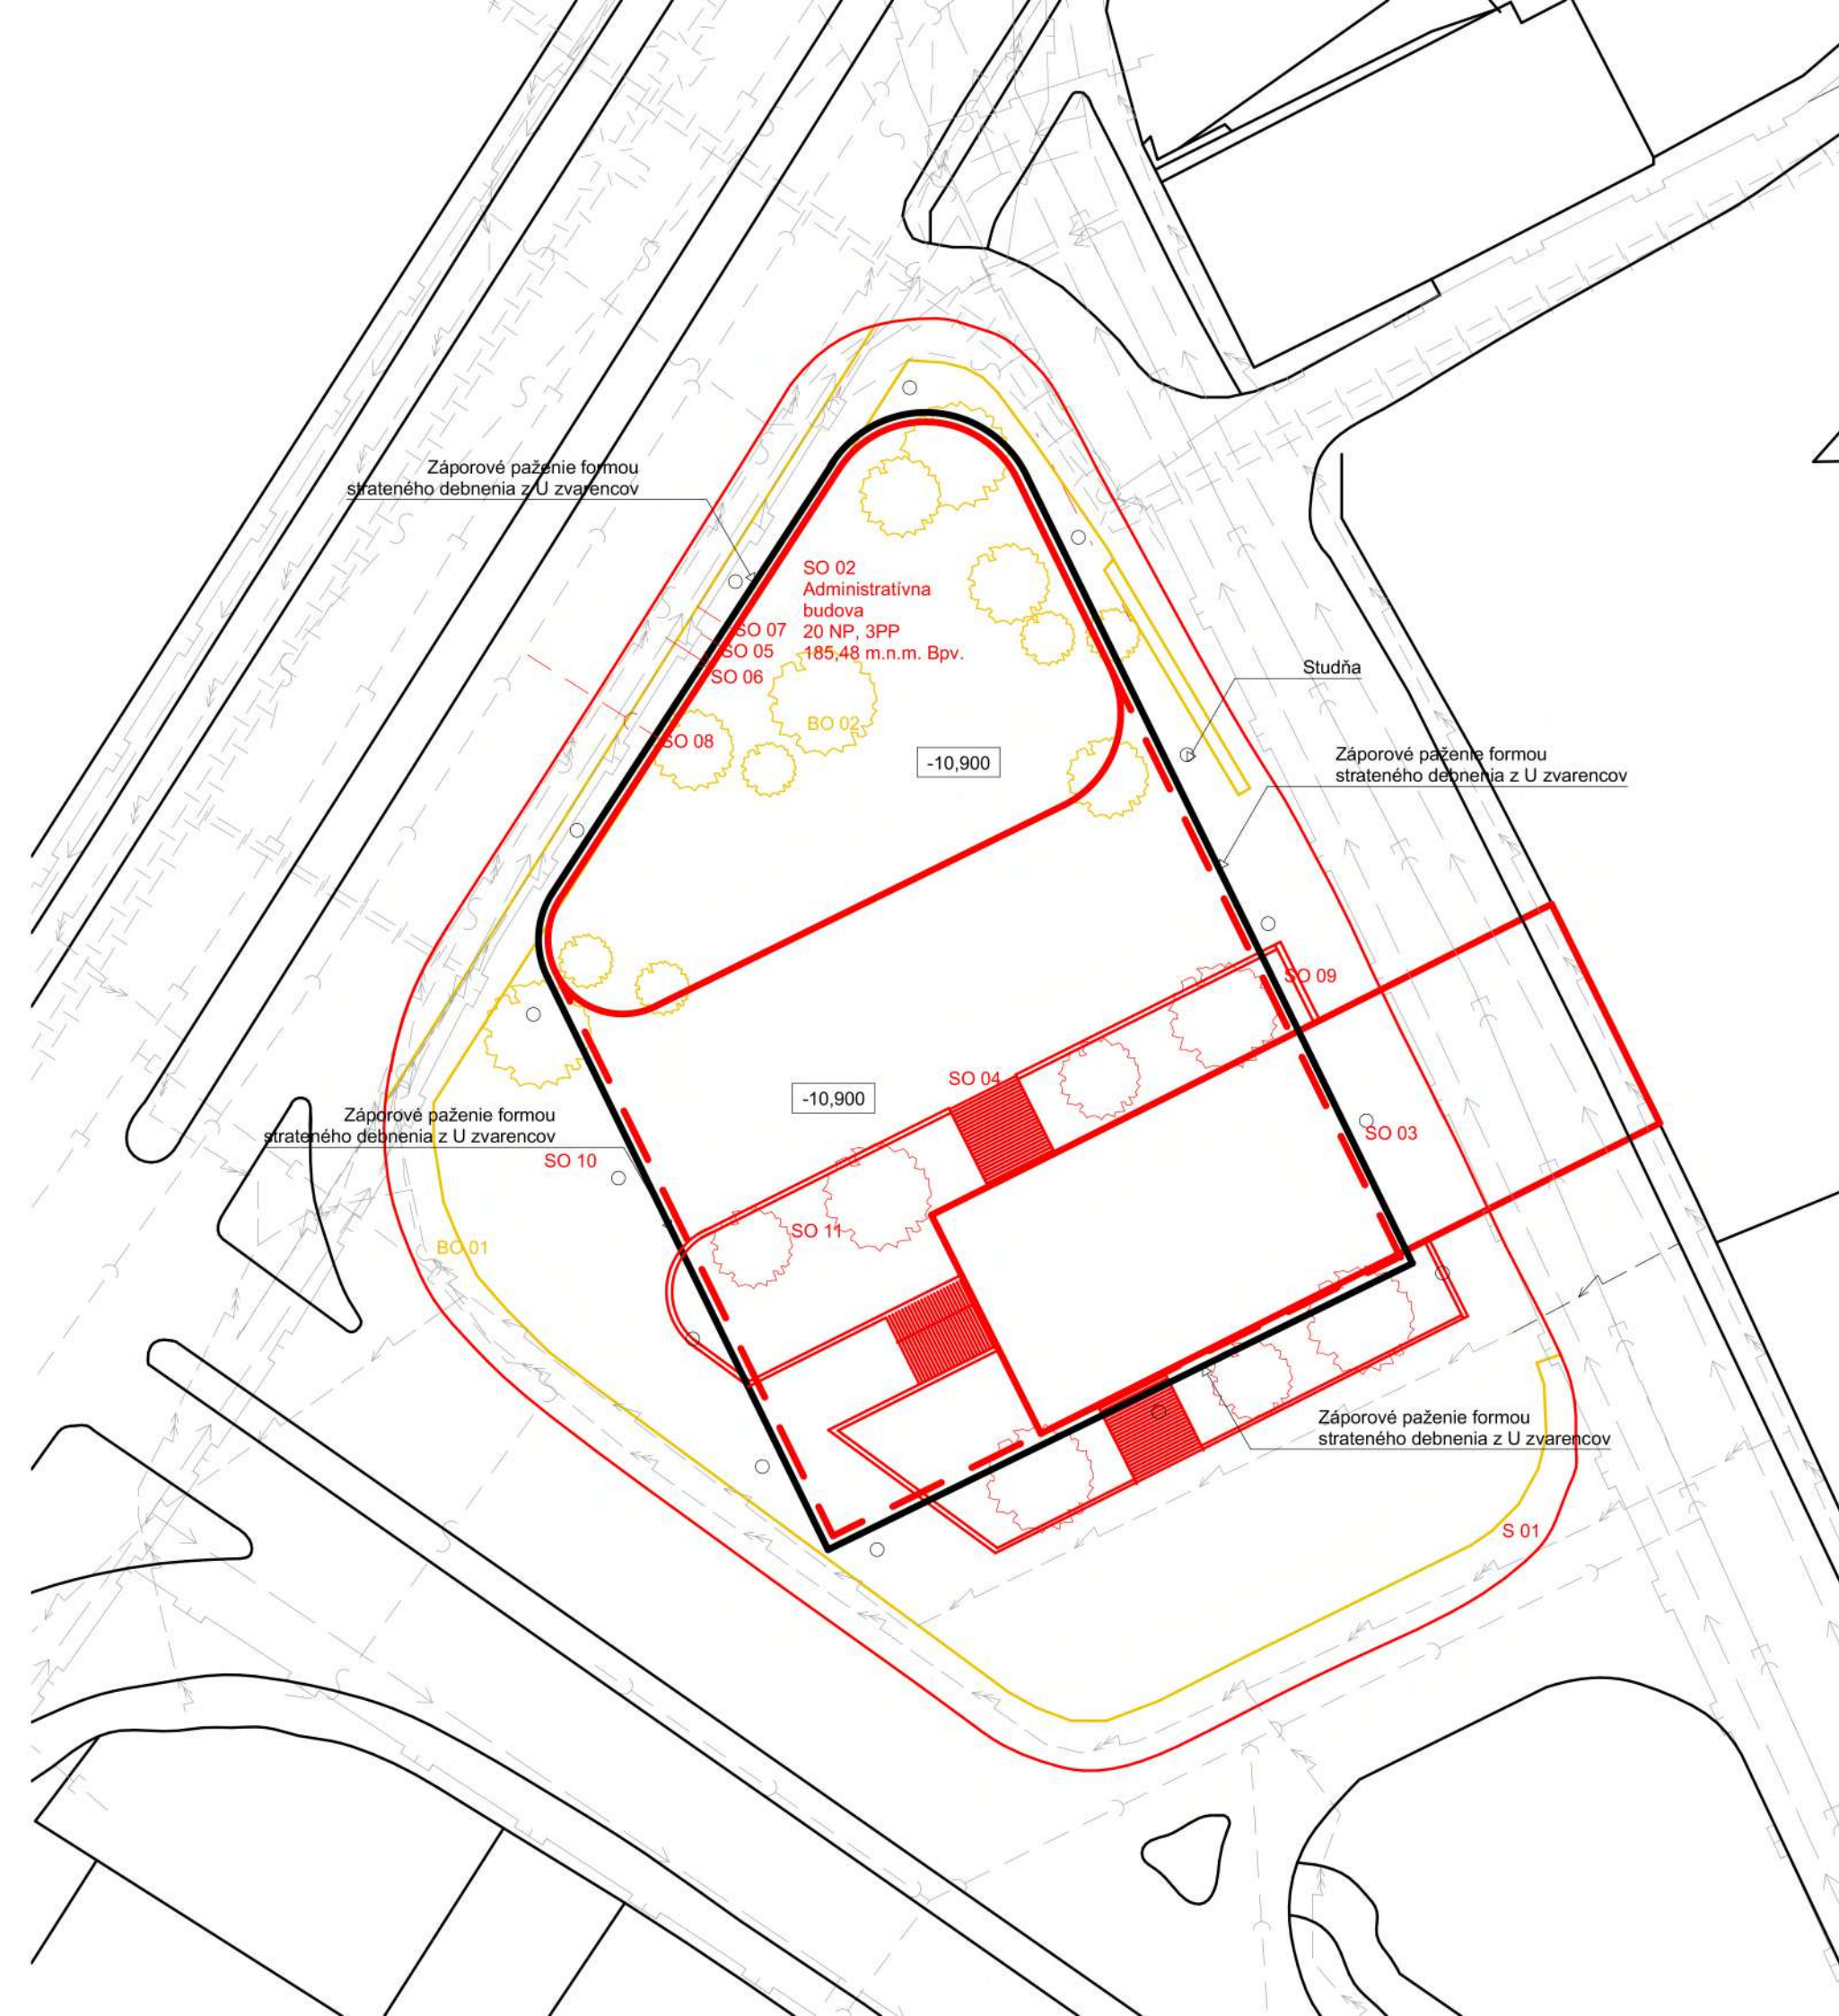 Záporové paženie formou
strateného debnenia z U zvarencov
SO 02
Administratívna
budova
20 NP, 3PP
185,48 m.n.m. Bpv.
SO 07
SO 05
SO 06
SO 08
BO 02
-10,900
Studňa
Záporové paženie formou
strateného debnenia z U zvarencov
SO 09
SO 04
-10,900
Záporové paženie formou
strateného debnenia z U zvarencov
SO 10
SO 03
SO 11
BO 01
Záporové paženie formou
strateného debnenia z U zvarencov
S 01